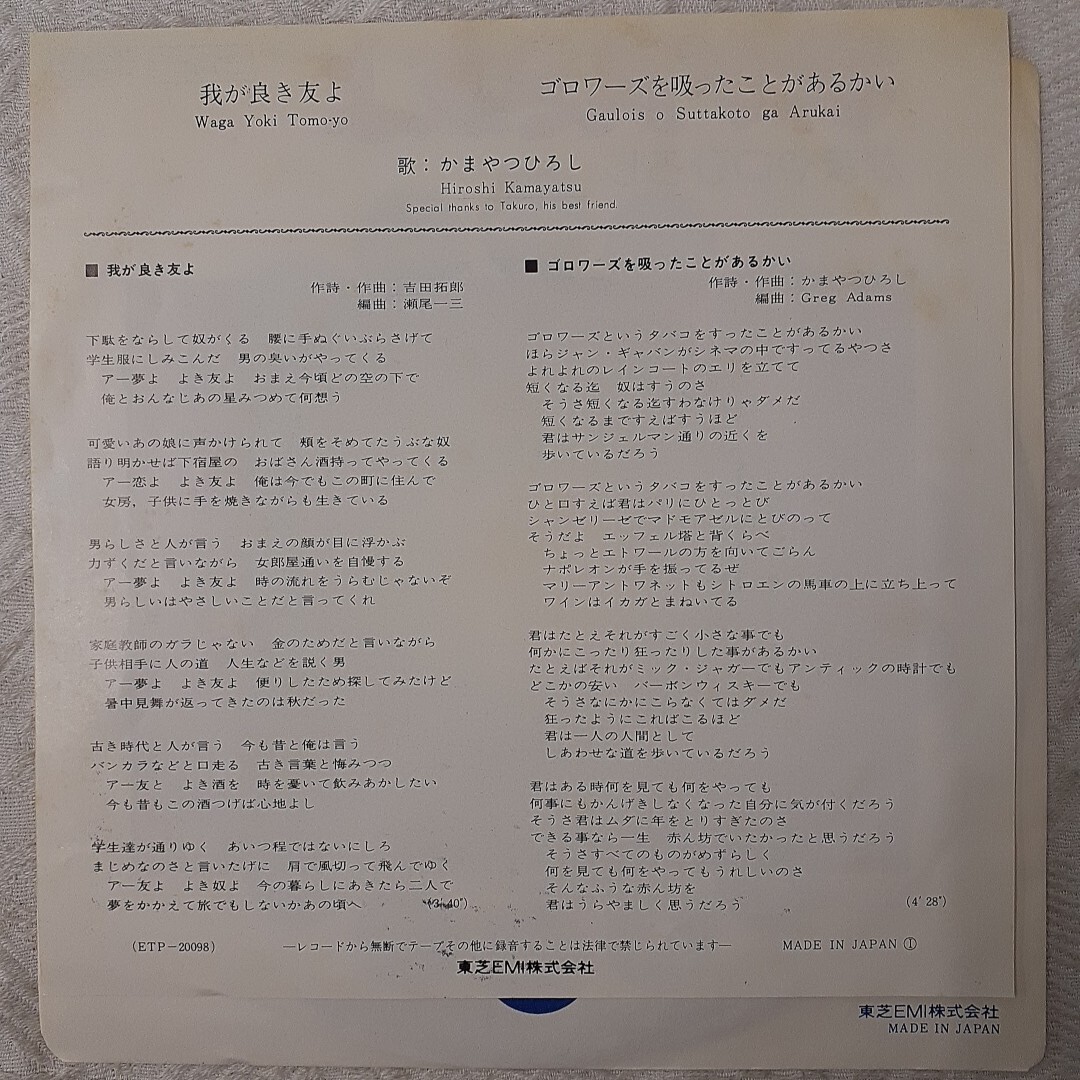 我が良き友よ
Waga Yoki Tomo-yo
ゴロワーズを吸ったことがあるかい
Gaulois o Suttakoto ga Arukai
歌：かまやつひろし
Hiroshi Kamayatsu
Special thanks to Takuro, his best friend.
■ 我が良き友よ
作詩・作曲：吉田拓郎
編曲：瀬尾一三
下駄をならして奴がくる　腰に手ぬぐいぶらさげて
学生服にしみこんだ　男の臭いがやってくる
アー夢よ　よき友よ　おまえ今頃どの空の下で
俺とおんなじあの星みつめて何想う
可愛いあの娘に声かけられて　頬をそめてたうぶな奴
語り明かせば下宿屋の　おばさん酒持ってやってくる
アー恋よ　よき友よ　俺は今でもこの町に住んで
女房，子供に手を焼きながらも生きている
男らしさと人が言う　おまえの顔が目に浮かぶ
力ずくだと言いながら　女郎屋通いを自慢する
アー夢よ　よき友よ　時の流れをうらむじゃないぞ
男らしいはやさしいことだと言ってくれ
家庭教師のガラじゃない　金のためだと言いながら
子供相手に人の道　人生などを説く男
アー夢よ　よき友よ　便りしたため探してみたけど
暑中見舞が返ってきたのは秋だった
古き時代と人が言う　今も昔と俺は言う
バンカラなどと口走る　古き言葉と悔みつつ
アー友と　よき酒を　時を憂いて飲みあかしたい
今も昔もこの酒つげば心地よし
学生達が通りゆく　あいつ程ではないにしろ
まじめなのさと言いたげに　肩で風切って飛んでゆく
アー友よ　よき奴よ　今の暮らしにあきたら二人で
夢をかかえて旅でもしないかあの頃へ
(3′40″)
■ ゴロワーズを吸ったことがあるかい
作詩・作曲：かまやつひろし
編曲：Greg Adams
ゴロワーズというタバコをすったことがあるかい
ほらジャン・ギャバンがシネマの中ですってるやつさ
よれよれのレインコートのエリを立てて
短くなる迄　奴はすうのさ
そうさ短くなる迄すわなけりゃダメだ
短くなるまですえばすうほど
君はサンジェルマン通りの近くを
歩いているだろう
ゴロワーズというタバコをすったことがあるかい
ひと口すえば君はパリにひとっとび
シャンゼリーゼでマドモアゼルにとびのって
そうだよ　エッフェル塔と背くらべ
ちょっとエトワールの方を向いてごらん
ナポレオンが手を振ってるぜ
マリーアントワネットもシトロエンの馬車の上に立ち上って
ワインはイカガとまねいてる
君はたとえそれがすごく小さな事でも
何かにこったり狂ったりした事があるかい
たとえばそれがミック・ジャガーでもアンティックの時計でも
どこかの安い　バーボンウィスキーでも
そうさなにかにこらなくてはダメだ
狂ったようにこればこるほど
君は一人の人間として
しあわせな道を歩いているだろう
君はある時何を見ても何をやっても
何事にもかんげきしなくなった自分に気が付くだろう
そうさ君はムダに年をとりすぎたのさ
できる事なら一生　赤ん坊でいたかったと思うだろう
そうさすべてのものがめずらしく
何を見ても何をやってもうれしいのさ
そんなふうな赤ん坊を
君はうらやましく思うだろう
(4′28″)
(ETP－20098)
―レコードから無断でテープその他に録音することは法律で禁じられています―
MADE IN JAPAN ①
東芝EMI株式会社
東芝EMI株式会社
MADE IN JAPAN